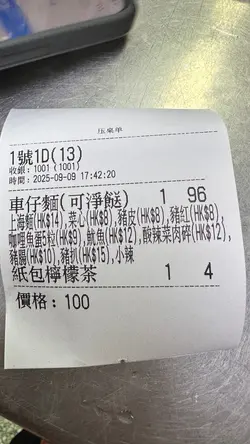 压桌单
1號1D(13)
收銀：1001 (1001)
時間：2025-09-09 17:42:20
車仔麵(可淨餸) 1 96
上海麵(HK$14),菜心(HK$8),豬皮(HK$8),豬紅(HK$8),
咖哩魚蛋5粒(HK$9),魷魚(HK$12),酸辣菜肉碎(HK$12),
豬腸(HK$10),豬扒(HK$15),小辣
紙包檸檬茶 1 4
價格：100